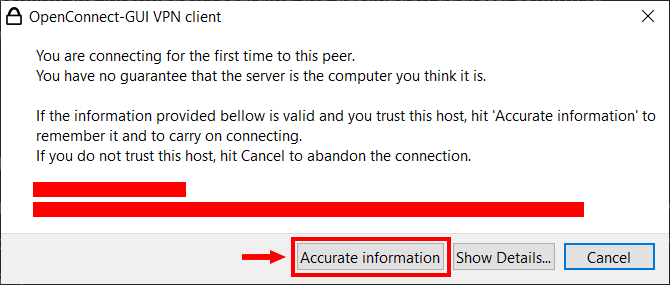 OpenConnect-GUI VPN client
You are connecting for the first time to this peer.
You have no guarantee that the server is the computer you think it is.
If the information provided bellow is valid and you trust this host, hit 'Accurate information' to
remember it and to carry on connecting.
If you do not trust this host, hit Cancel to abandon the connection.
Accurate information
Show Details...
Cancel